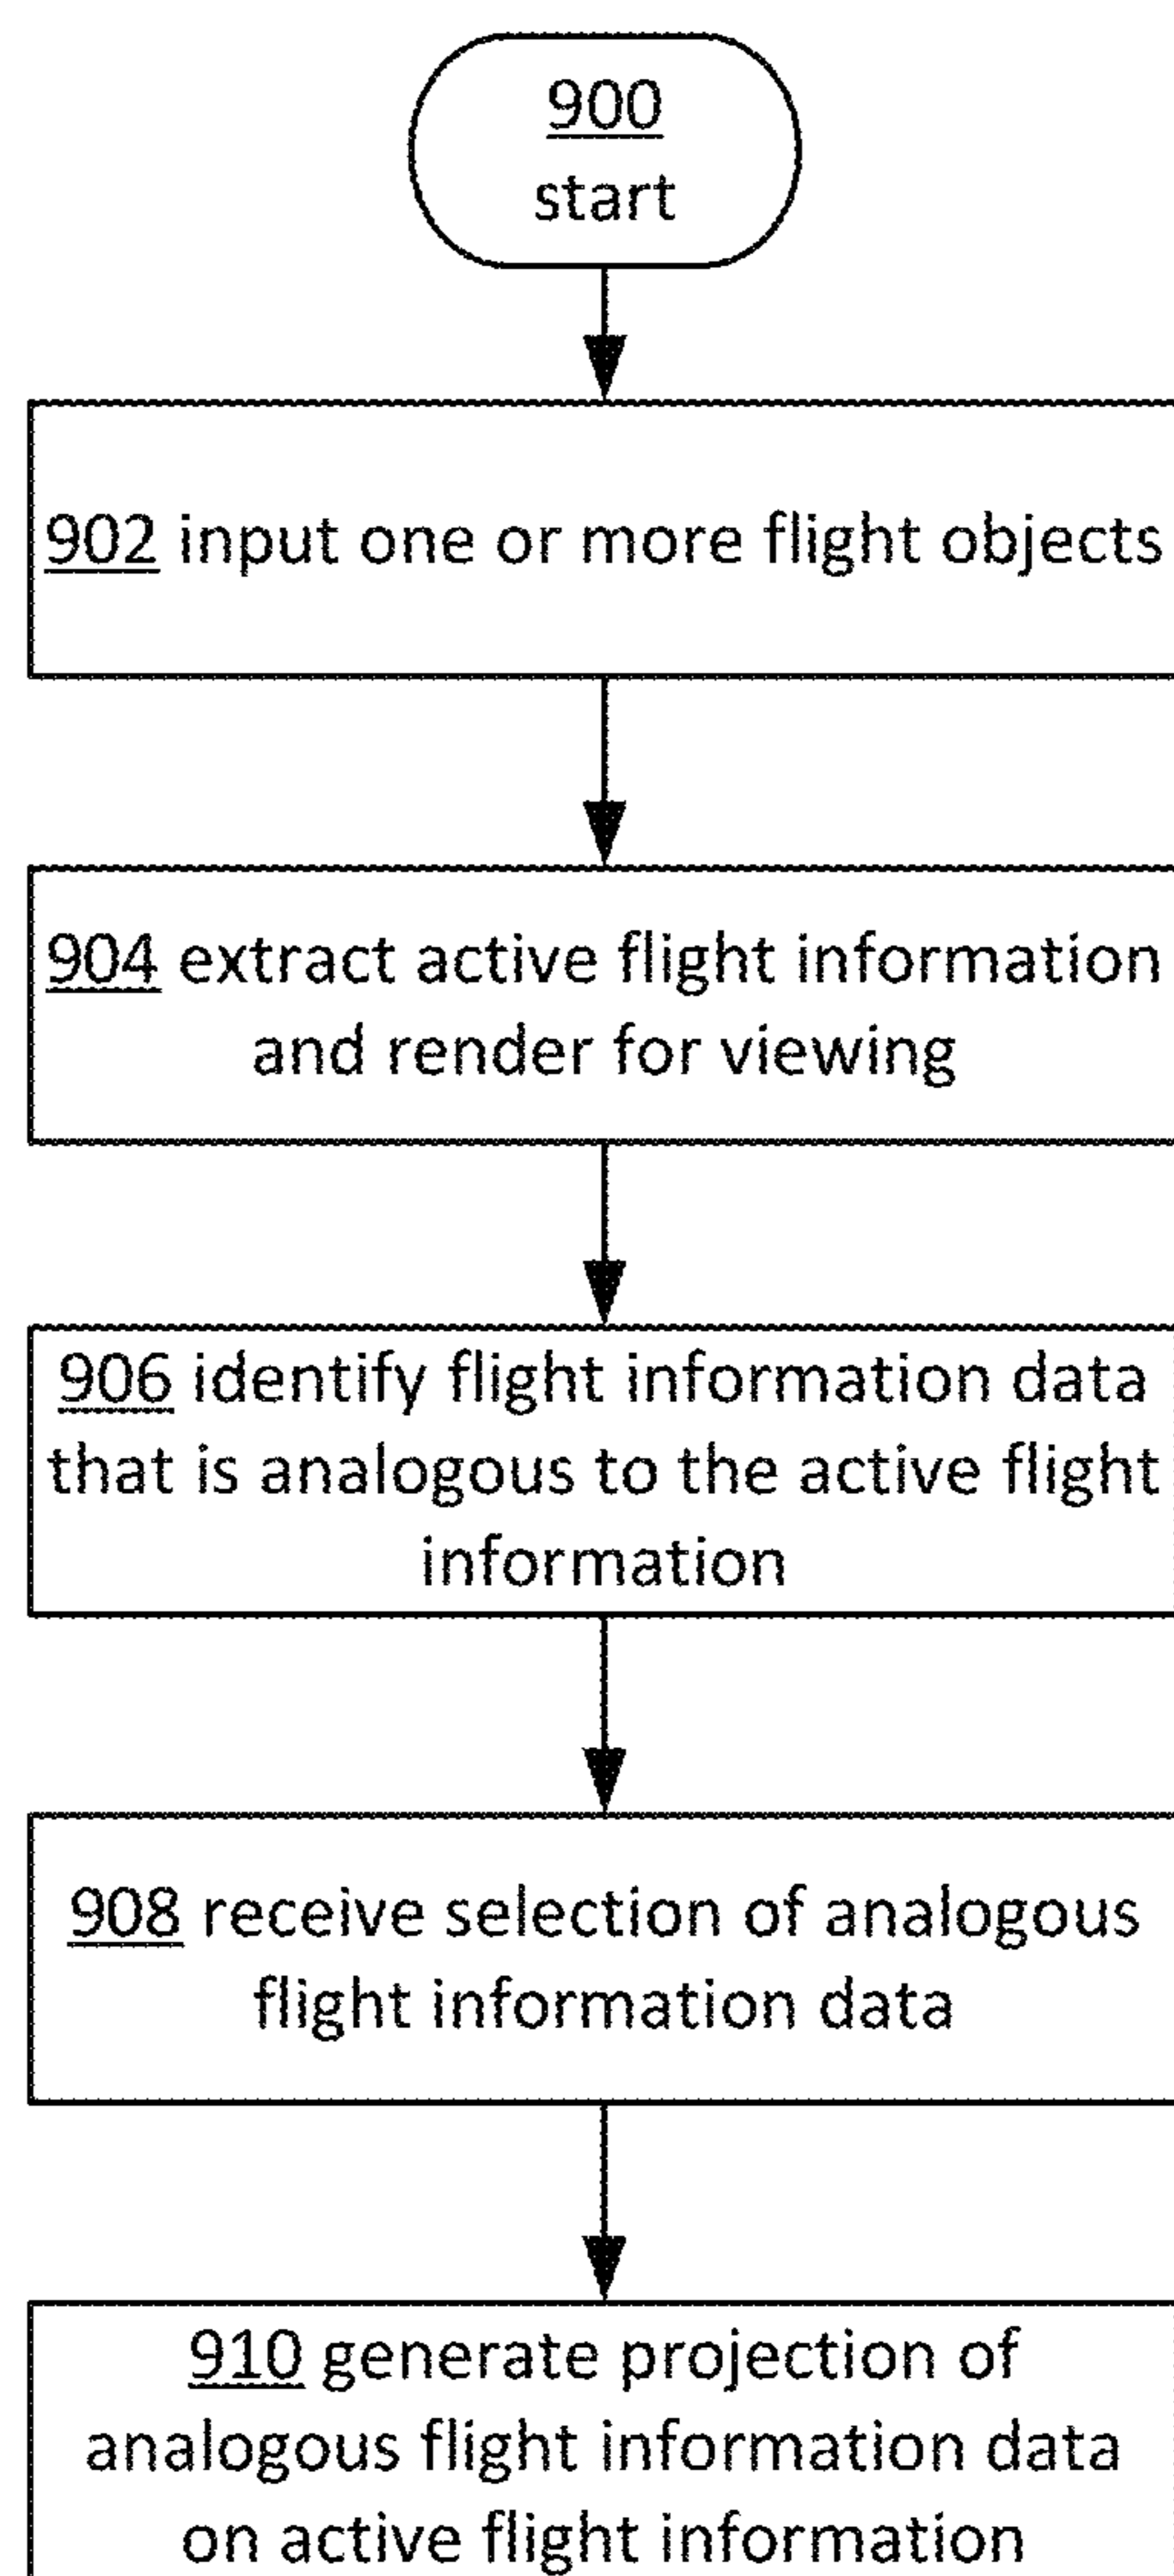 900
start
902 input one or more flight objects
904 extract active flight information
and render for viewing
906 identify flight information data
that is analogous to the active flight
information
908 receive selection of analogous
flight information data
910 generate projection of
analogous flight information data
on active flight information